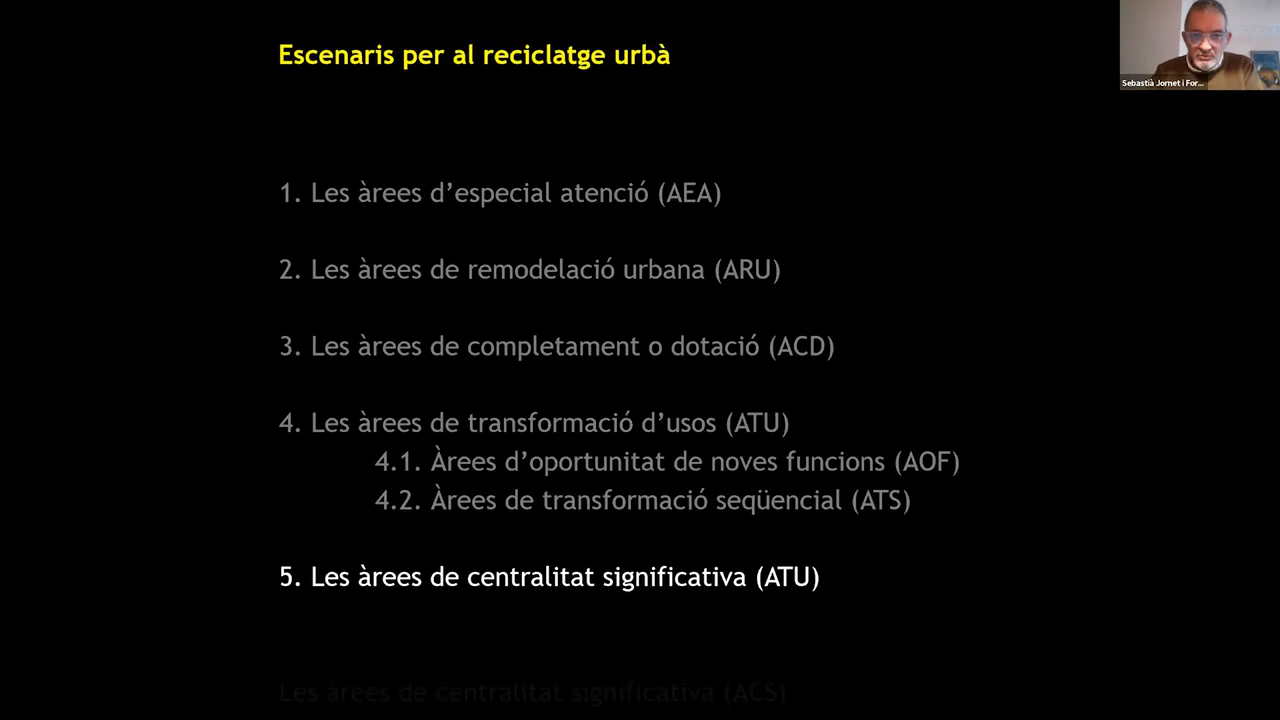 Escenaris per al reciclatge urbà
Sebastià Jornet i For...
1. Les àrees d’especial atenció (AEA)
2. Les àrees de remodelació urbana (ARU)
3. Les àrees de completament o dotació (ACD)
4. Les àrees de transformació d’usos (ATU)
4.1. Àrees d’oportunitat de noves funcions (AOF)
4.2. Àrees de transformació seqüencial (ATS)
5. Les àrees de centralitat significativa (ATU)
Les àrees de centralitat significativa (ACS)